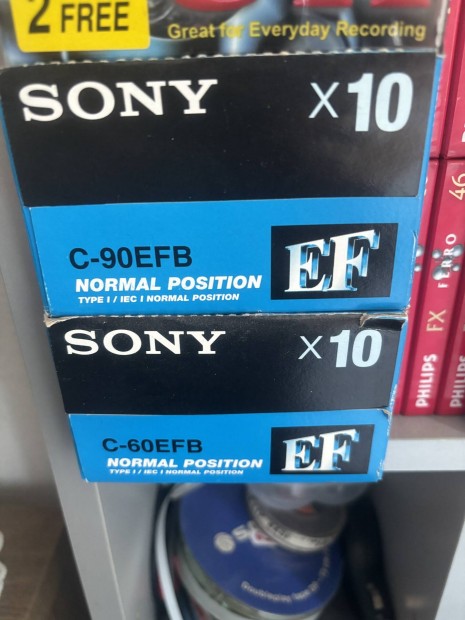 2 FREE
Great for Everyday Recording
SONY X10
C-90EFB
NORMAL POSITION
TYPE I / IEC I NORMAL POSITION
EF
SONY X10
C-60EFB
NORMAL POSITION
TYPE I / IEC I NORMAL POSITION
EF
PHILIPS FX FERRO 46
PHILIPS